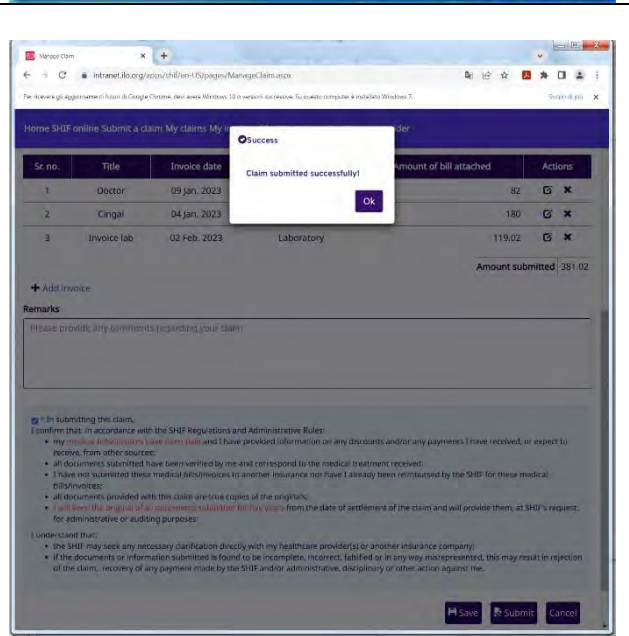 Manage Claim
intranet.ilo.org/apps/shif/en-US/pages/ManageClaim.aspx
Per ricevere gli aggiornamenti futuri di Google Chrome, devi avere Windows 10 o versioni successive. Su questo computer è installato Windows 7.
Home SHIF online Submit a claim My claims My
Success
Claim submitted successfully!
Ok
Sr. no. Title Invoice date Amount of bill attached Actions
1 Doctor 09 Jan. 2023 82
2 Cingal 04 Jan. 2023 180
3 Invoice lab 02 Feb. 2023 Laboratory 119.02
Amount submitted 381.02
Add invoice
Remarks
Please provide any comments regarding your claim
* In submitting this claim,
I confirm that, in accordance with the SHIF Regulations and Administrative Rules:
• my medical bills/invoices have been paid and I have provided information on any discounts and/or any payments I have received, or expect to
receive, from other sources;
• all documents submitted have been verified by me and correspond to the medical treatment received;
• I have not submitted these medical bills/invoices to another insurance nor have I already been reimbursed by the SHIF for these medical
bills/invoices;
• all documents provided with this claim are true copies of the originals;
• I will keep the original of all documents submitted for five years from the date of settlement of the claim and will provide them, at SHIF's request,
for administrative or auditing purposes;
I understand that:
• the SHIF may seek any necessary clarification directly with my healthcare provider(s) or another insurance company;
• if the documents or information submitted is found to be incomplete, incorrect, falsified or in any way misrepresented, this may result in rejection
of the claim, recovery of any payment made by the SHIF and/or administrative, disciplinary or other action against me.
Save Submit Cancel